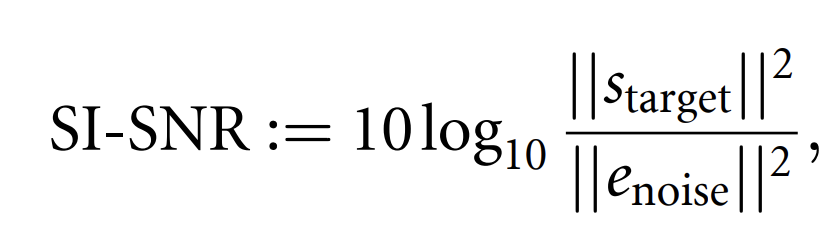 SI-SNR := 10 log₁₀ ||s_target||² / ||e_noise||² ,